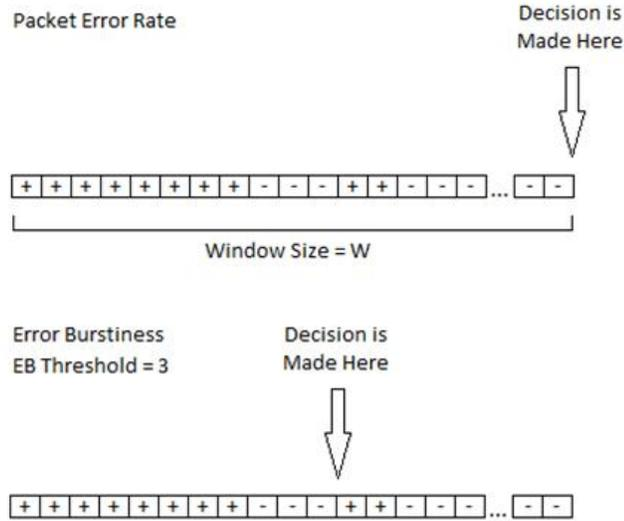 Packet Error Rate
Decision is
Made Here
+ + + + + + + + - - - + + - - - ... - -
Window Size = W
Error Burstiness
EB Threshold = 3
Decision is
Made Here
+ + + + + + + + - - - + + - - - ... - -